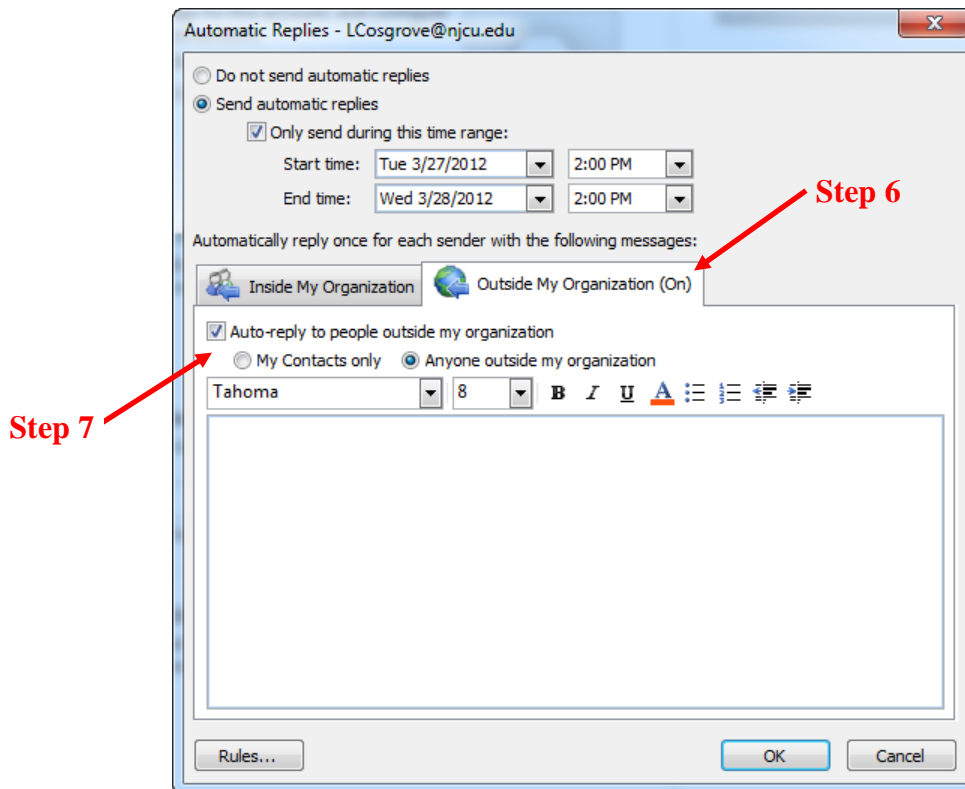 Automatic Replies - LCosgrove@njcu.edu
Do not send automatic replies
Send automatic replies
Only send during this time range:
Start time: Tue 3/27/2012 2:00 PM
End time: Wed 3/28/2012 2:00 PM
Step 6
Automatically reply once for each sender with the following messages:
Inside My Organization Outside My Organization (On)
Auto-reply to people outside my organization
My Contacts only Anyone outside my organization
Tahoma 8 B I U A
Step 7
Rules... OK Cancel